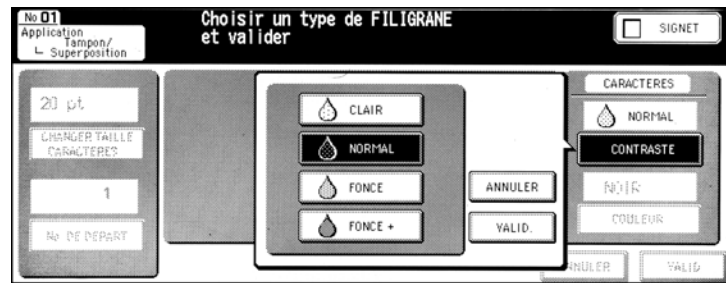 No 01
Application
Tampon/
Superposition
Choisir un type de FILIGRANE
et valider
SIGNET
20 pt
CHANGER TAILLE
CARACTERES
1
No DE DEPART
CLAIR
NORMAL
FONCE
FONCE +
ANNULER
VALID.
CARACTERES
NORMAL
CONTRASTE
NOIR
COULEUR
ANNULER
VALID